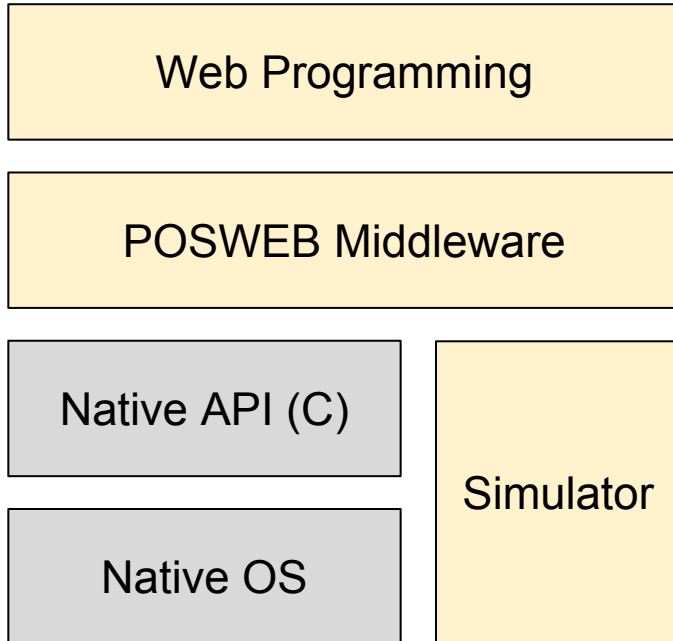 Web Programming
POSWEB Middleware
Native API (C)
Simulator
Native OS